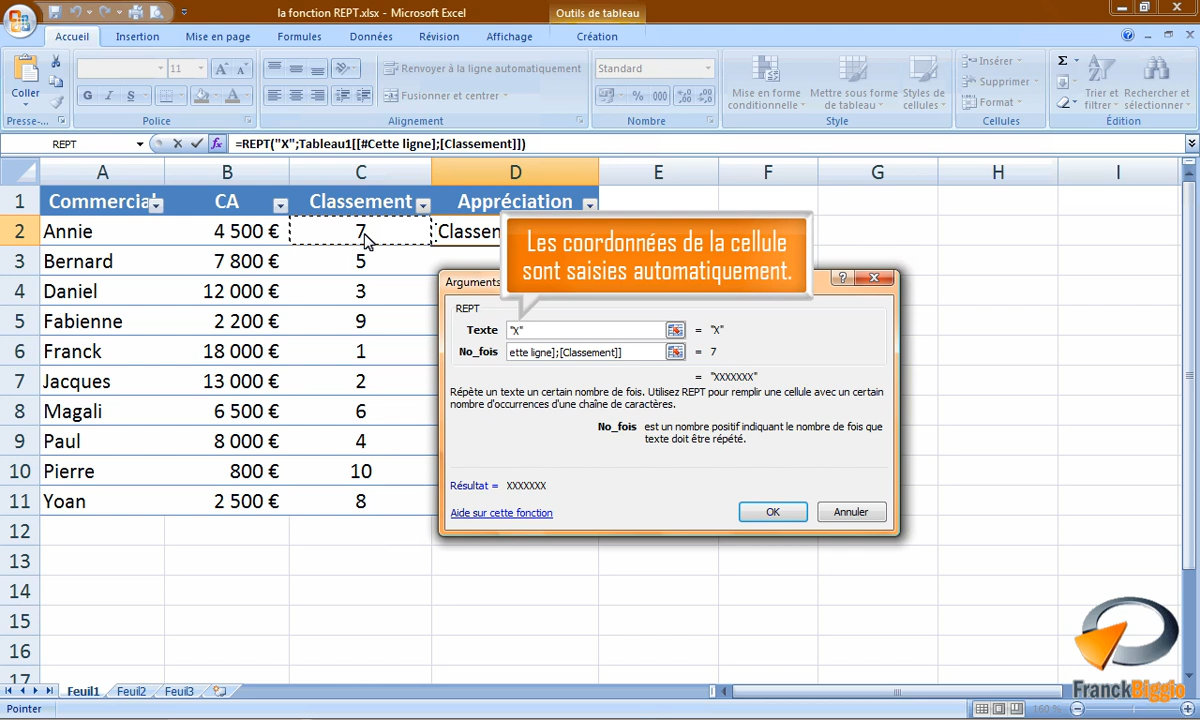 la fonction REPT.xlsx - Microsoft Excel
Outils de tableau
Accueil Insertion Mise en page Formules Données Révision Affichage Création
Coller
11
Renvoyer à la ligne automatiquement
Fusionner et centrer
Standard
Mise en forme conditionnelle
Mettre sous forme de tableau
Styles de cellules
Insérer
Supprimer
Format
Trier et filtrer
Rechercher et sélectionner
Presse-... Police Alignement Nombre Style Cellules Édition
REPT
=REPT("X";Tableau1[[#Cette ligne];[Classement]])
A B C D E F G H I
1 Commercia CA Classement Appréciation
2 Annie 4 500 € 7 Classen
3 Bernard 7 800 € 5
4 Daniel 12 000 € 3
5 Fabienne 2 200 € 9
6 Franck 18 000 € 1
7 Jacques 13 000 € 2
8 Magali 6 500 € 6
9 Paul 8 000 € 4
10 Pierre 800 € 10
11 Yoan 2 500 € 8
12
13
14
15
16
17
Les coordonnées de la cellule
sont saisies automatiquement.
Arguments
REPT
Texte "X" = "X"
No_fois ette ligne];[Classement]] = 7
= "XXXXXXX"
Répète un texte un certain nombre de fois. Utilisez REPT pour remplir une cellule avec un certain
nombre d'occurrences d'une chaîne de caractères.
No_fois est un nombre positif indiquant le nombre de fois que
texte doit être répété.
Résultat = XXXXXXX
Aide sur cette fonction
OK Annuler
FranckBiggio
Feuil1 Feuil2 Feuil3
Pointer
160 %